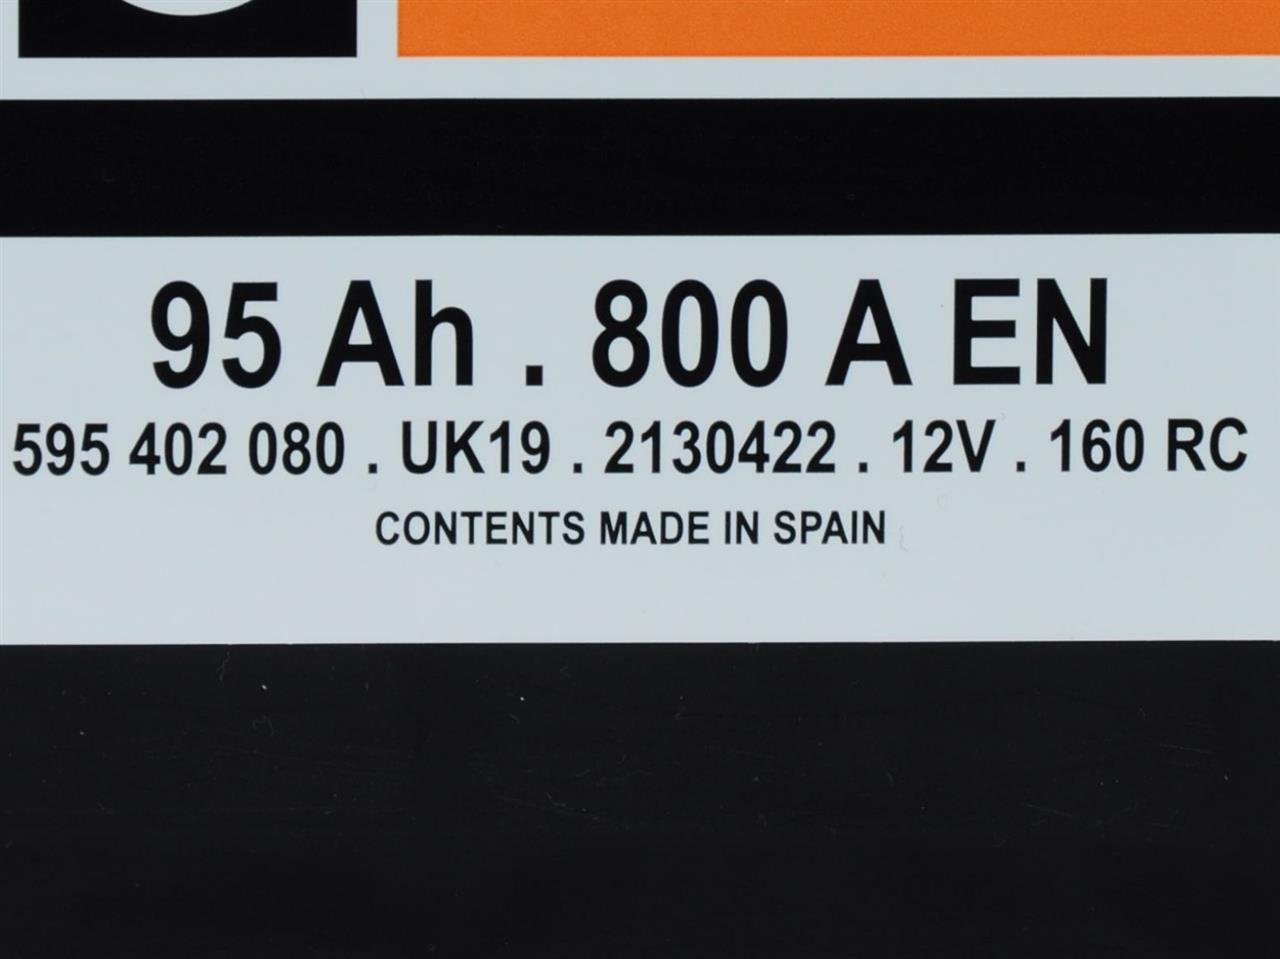 95 Ah . 800 A EN
595 402 080 . UK19 . 2130422 . 12V . 160 RC
CONTENTS MADE IN SPAIN